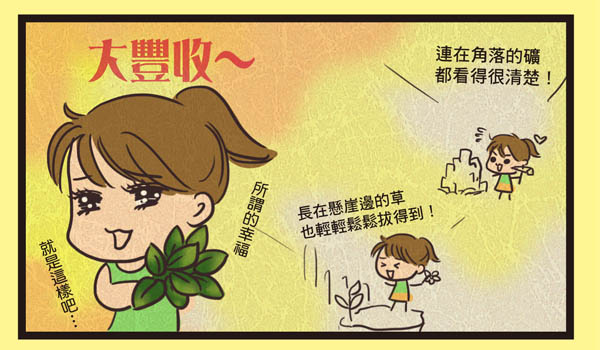 大豐收~
連在角落的礦
都看得很清楚！
長在懸崖邊的草
也輕輕鬆鬆拔得到！
所謂的幸福
就是這樣吧…